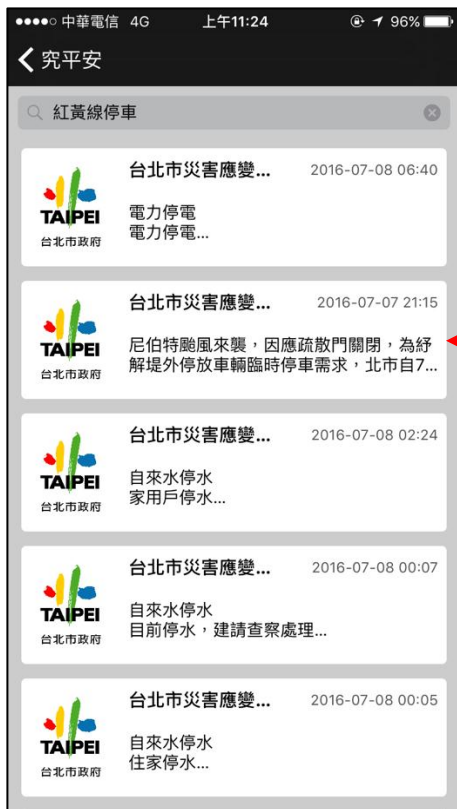 中華電信 4G 上午11:24 96%
究平安
紅黃線停車
台北市災害應變... 2016-07-08 06:40
電力停電
電力停電...
TAIPEI
台北市政府
台北市災害應變... 2016-07-07 21:15
尼伯特颱風來襲，因應疏散門關閉，為紓
解堤外停放車輛臨時停車需求，北市自7...
TAIPEI
台北市政府
台北市災害應變... 2016-07-08 02:24
自來水停水
家用戶停水...
TAIPEI
台北市政府
台北市災害應變... 2016-07-08 00:07
自來水停水
目前停水，建請查察處理...
TAIPEI
台北市政府
台北市災害應變... 2016-07-08 00:05
自來水停水
住家停水...
TAIPEI
台北市政府